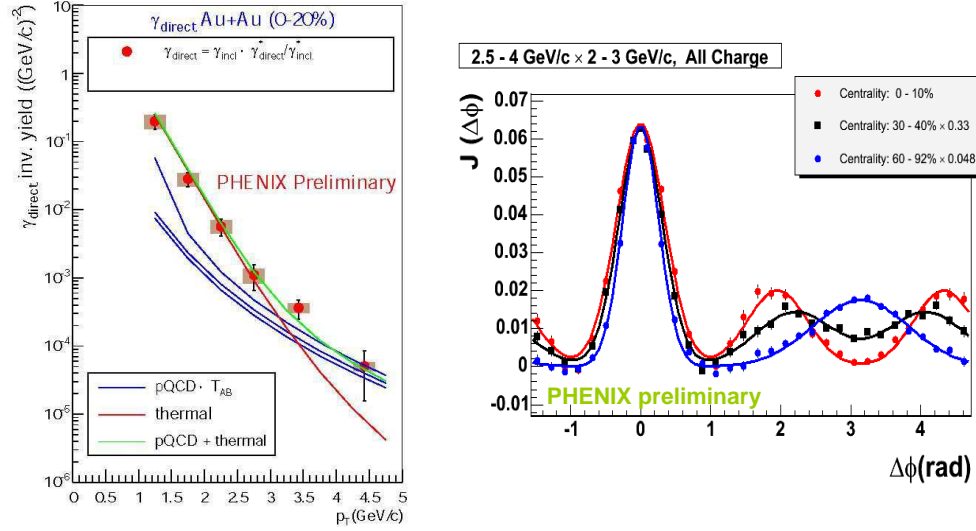 γdirect Au+Au (0-20%)
γdirect = γincl · γ*direct/γ*incl.
γdirect inv. yield ((GeV/c)-2)
PHENIX Preliminary
10
1
10-1
10-2
10-3
10-4
10-5
10-6
pQCD · TAB
thermal
pQCD + thermal
0 0.5 1 1.5 2 2.5 3 3.5 4 4.5 5
pT(GeV/c)
2.5 - 4 GeV/c × 2 - 3 GeV/c, All Charge
Centrality: 0 - 10%
Centrality: 30 - 40% × 0.33
Centrality: 60 - 92% × 0.048
J (Δϕ)
0.07
0.06
0.05
0.04
0.03
0.02
0.01
0
-0.01
PHENIX preliminary
-1 0 1 2 3 4
Δϕ(rad)